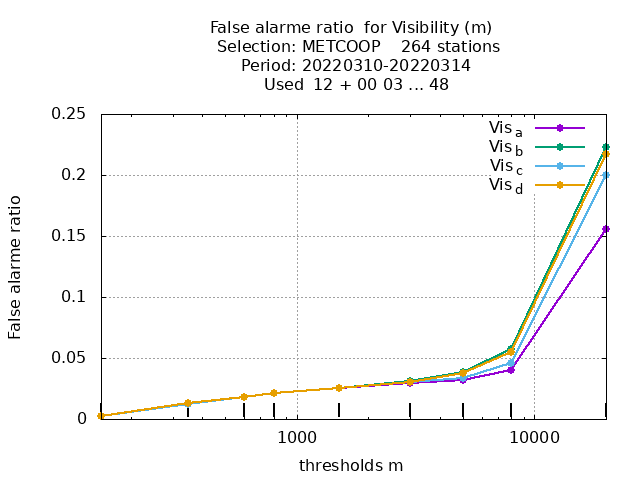 False alarme ratio  for Visibility (m)
Selection: METCOOP    264 stations
Period: 20220310-20220314
Used  12 + 00 03 ... 48
False alarme ratio
0.25
0.2
0.15
0.1
0.05
0
Vis a
Vis b
Vis c
Vis d
1000
10000
thresholds m